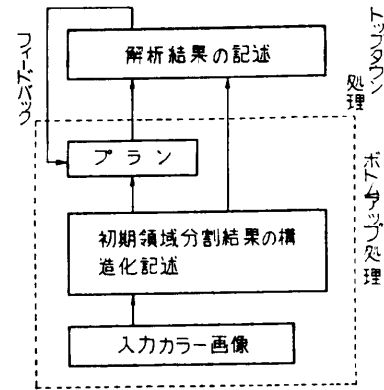 トップダウン
処理
フィードバック
解析結果の記述
プラン
ボトムアップ処理
初期領域分割結果の構
造化記述
入力カラー画像